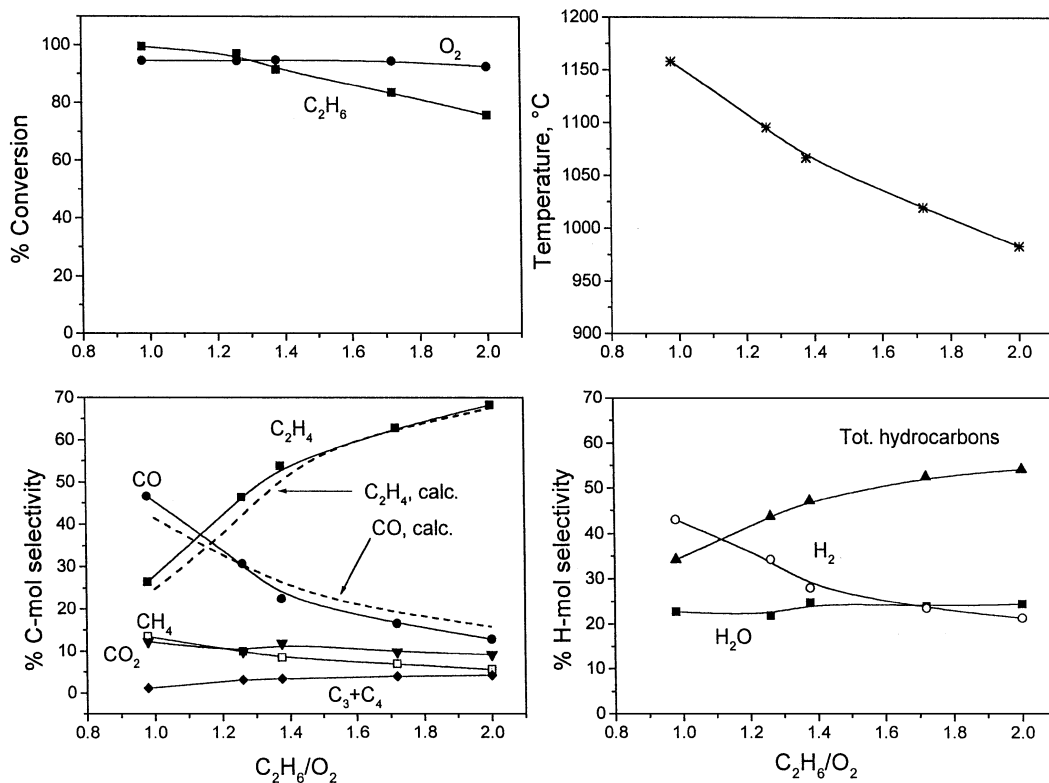 % Conversion
100
80
60
40
20
0
0.8 1.0 1.2 1.4 1.6 1.8 2.0
O₂
C₂H₆
Temperature, °C
1200
1150
1100
1050
1000
950
900
0.8 1.0 1.2 1.4 1.6 1.8 2.0
% C-mol selectivity
70
60
50
40
30
20
10
0
0.8 1.0 1.2 1.4 1.6 1.8 2.0
C₂H₄
CO
C₂H₄, calc.
CO, calc.
CH₄
CO₂
C₃+C₄
C₂H₆/O₂
% H-mol selectivity
70
60
50
40
30
20
10
0
0.8 1.0 1.2 1.4 1.6 1.8 2.0
Tot. hydrocarbons
H₂
H₂O
C₂H₆/O₂